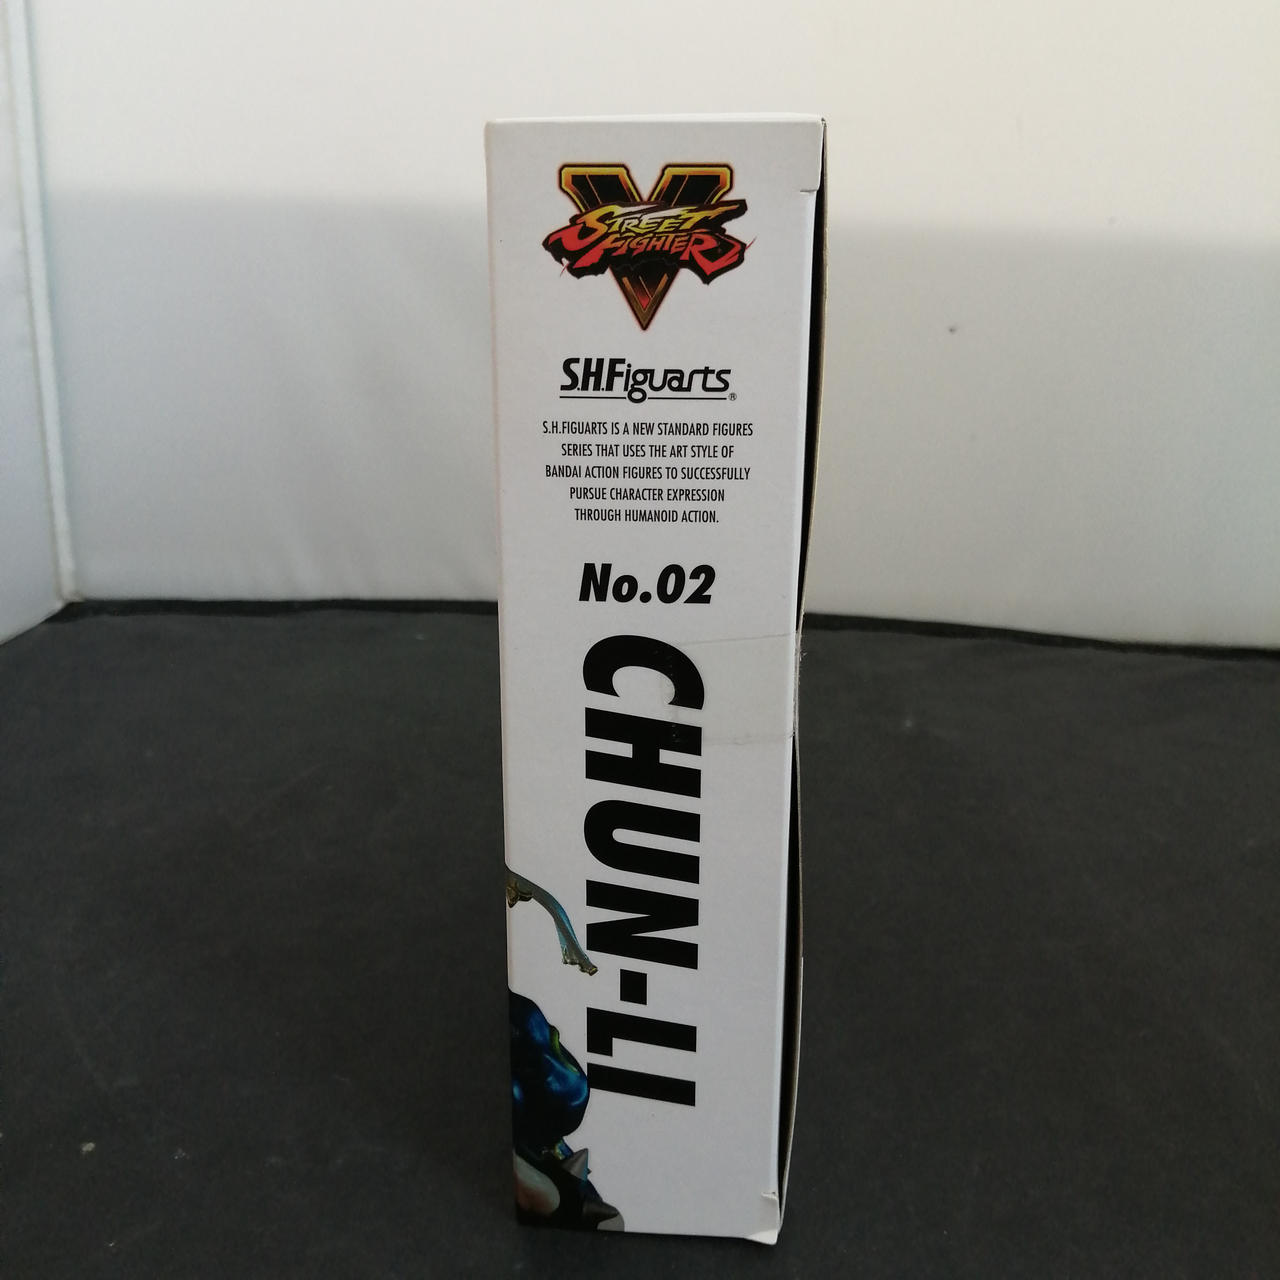 V
STREET
FIGHTER
S.H.Figuarts®
S.H.FIGUARTS IS A NEW STANDARD FIGURES
SERIES THAT USES THE ART STYLE OF
BANDAI ACTION FIGURES TO SUCCESSFULLY
PURSUE CHARACTER EXPRESSION
THROUGH HUMANOID ACTION.
No.02
CHUN-LI